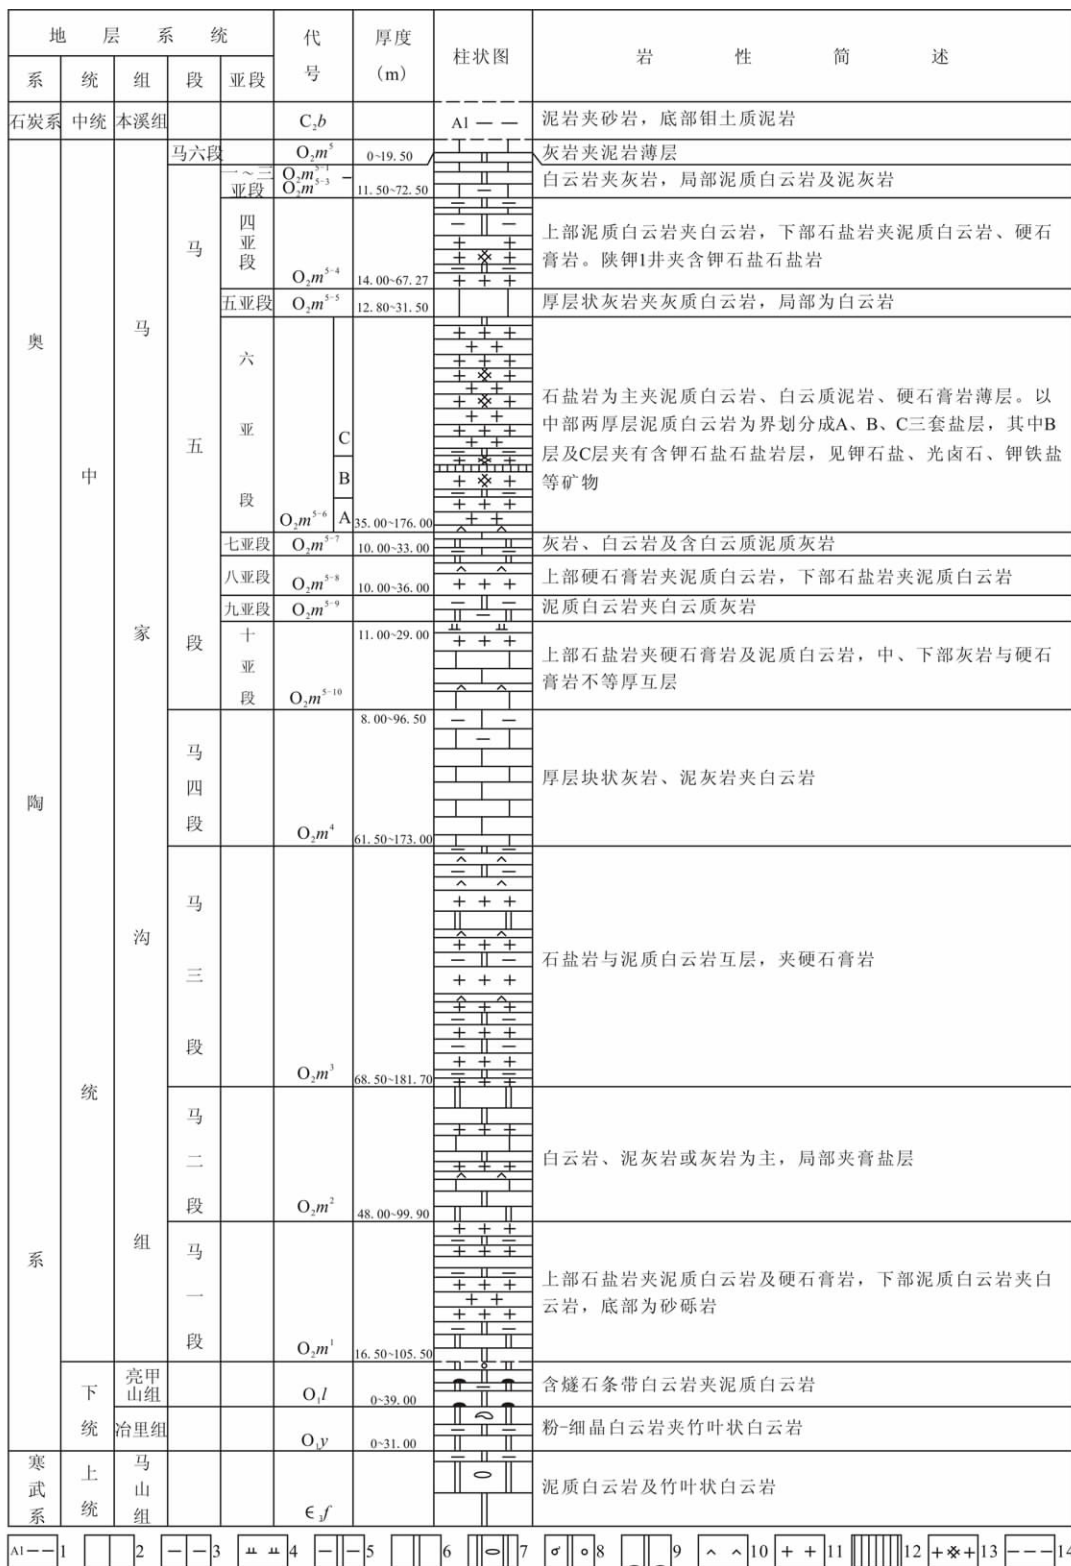 地 层 系 统 代号 厚度(m) 柱状图 岩 性 简 述
系 统 组 段 亚段
石炭系 中统 本溪组 C₂b Al 泥岩夹砂岩，底部钼土质泥岩
马六段 O₂m⁵ 0~19.50 灰岩夹泥岩薄层
一~三亚段 O₂m⁵⁻¹–O₂m⁵⁻³ 11.50~72.50 白云岩夹灰岩，局部泥质白云岩及泥灰岩
四亚段 O₂m⁵⁻⁴ 14.00~67.27 上部泥质白云岩夹白云岩，下部石盐岩夹泥质白云岩、硬石
膏岩。陕钾1井夹含钾石盐石盐岩
五亚段 O₂m⁵⁻⁵ 12.80~31.50 厚层状灰岩夹灰质白云岩，局部为白云岩
六亚段 C B A O₂m⁵⁻⁶ 35.00~176.00 石盐岩为主夹泥质白云岩、白云质泥岩、硬石膏岩薄层。以
中部两厚层泥质白云岩为界划分成A、B、C三套盐层，其中B
层及C层夹有含钾石盐石盐岩层，见钾石盐、光卤石、钾铁盐
等矿物
七亚段 O₂m⁵⁻⁷ 10.00~33.00 灰岩、白云岩及含白云质泥质灰岩
八亚段 O₂m⁵⁻⁸ 10.00~36.00 上部硬石膏岩夹泥质白云岩，下部石盐岩夹泥质白云岩
九亚段 O₂m⁵⁻⁹ 泥质白云岩夹白云质灰岩
十亚段 O₂m⁵⁻¹⁰ 11.00~29.00 上部石盐岩夹硬石膏岩及泥质白云岩，中、下部灰岩与硬石
膏岩不等厚互层
马五段
8.00~96.50
马四段 O₂m⁴ 61.50~173.00 厚层块状灰岩、泥灰岩夹白云岩
马三段 O₂m³ 68.50~181.70 石盐岩与泥质白云岩互层，夹硬石膏岩
马二段 O₂m² 48.00~99.90 白云岩、泥灰岩或灰岩为主，局部夹膏盐层
马一段 O₂m¹ 16.50~105.50 上部石盐岩夹泥质白云岩及硬石膏岩，下部泥质白云岩夹白
云岩，底部为砂砾岩
奥陶系 中统 马家沟组
下统 亮甲山组 O₁l 0~39.00 含燧石条带白云岩夹泥质白云岩
冶里组 O₁y 0~31.00 粉-细晶白云岩夹竹叶状白云岩
寒武系 上统 马山组 ϵ₃f 泥质白云岩及竹叶状白云岩
Al 1 2 3 4 5 6 7 8 9 10 11 12 13 14